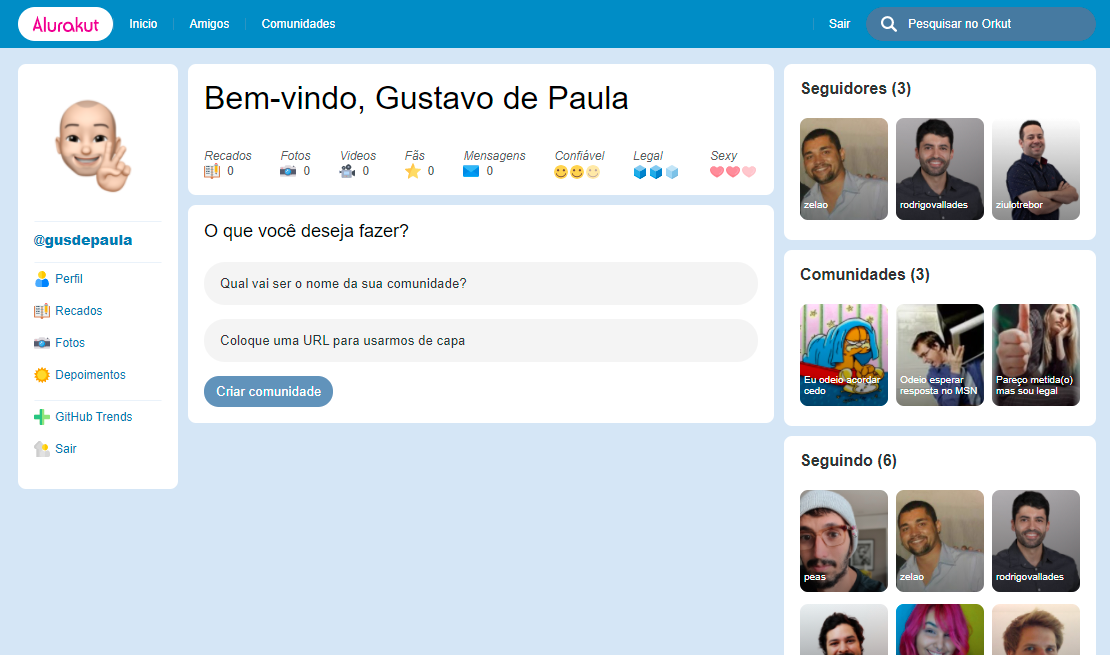 Alurakut
Inicio
Amigos
Comunidades
Sair
Pesquisar no Orkut
@gusdepaula
Perfil
Recados
Fotos
Depoimentos
GitHub Trends
Sair
Bem-vindo, Gustavo de Paula
Recados Fotos Videos Fãs Mensagens Confiável Legal Sexy
0 0 0 0 0
O que você deseja fazer?
Qual vai ser o nome da sua comunidade?
Coloque uma URL para usarmos de capa
Criar comunidade
Seguidores (3)
zelao
rodrigovallades
ziulotrebor
Comunidades (3)
Eu odeio acordar
cedo
Odeio esperar
resposta no MSN
Pareço metida(o)
mas sou legal
Seguindo (6)
peas
zelao
rodrigovallades